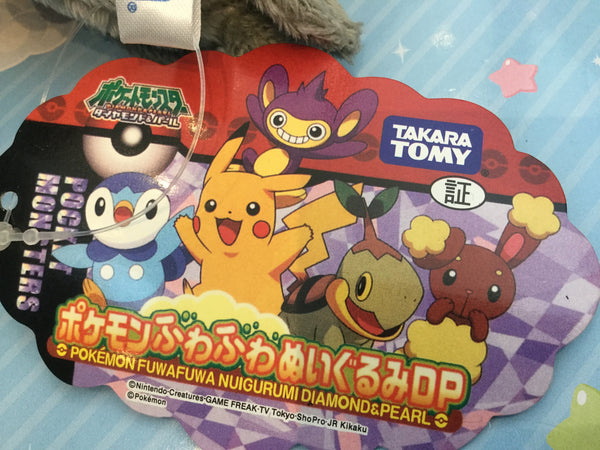 ポケットモンスター
DIAMOND&PEARL
ダイヤモンド&パール
TAKARA
TOMY
証
POCKET
MONSTERS
ポケモンふわふわぬいぐるみDP
POKÉMON FUWAFUWA NUIGURUMI DIAMOND&PEARL
©Nintendo･Creatures･GAME FREAK･TV Tokyo･ShoPro･JR Kikaku
©Pokémon